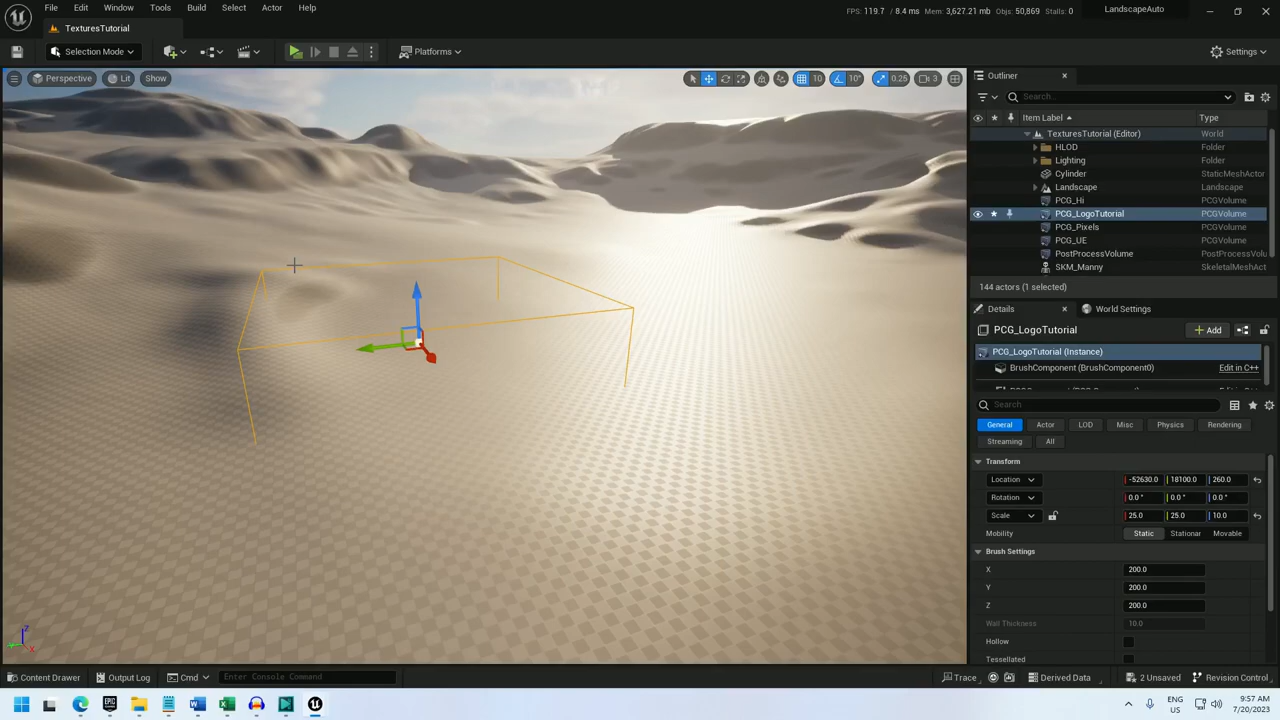 File Edit Window Tools Build Select Actor Help
FPS: 119.7 / 8.4 ms Mem: 3,627.21 mb Objs: 50,869 Stalls: 0
LandscapeAuto
TexturesTutorial
Selection Mode
Platforms
Settings
Perspective Lit Show
10 10° 0.25 3
Outliner
Search...
Item Label Type
TexturesTutorial (Editor) World
HLOD Folder
Lighting Folder
Cylinder StaticMeshActor
Landscape Landscape
PCG_Hi PCGVolume
PCG_LogoTutorial PCGVolume
PCG_Pixels PCGVolume
PCG_UE PCGVolume
PostProcessVolume PostProcessVolu
SKM_Manny SkeletalMeshAct
144 actors (1 selected)
Details World Settings
PCG_LogoTutorial
Add
PCG_LogoTutorial (Instance)
BrushComponent (BrushComponent0) Edit in C++
Search
General Actor LOD Misc Physics Rendering
Streaming All
Transform
Location -52630.0 18100.0 260.0
Rotation 0.0 ° 0.0 ° 0.0 °
Scale 25.0 25.0 10.0
Mobility Static Stationar Movable
Brush Settings
X 200.0
Y 200.0
Z 200.0
Wall Thickness 10.0
Hollow
Tessellated
Content Drawer Output Log Cmd Enter Console Command
Trace Derived Data 2 Unsaved Revision Control
ENG
US
9:57 AM
7/20/2023